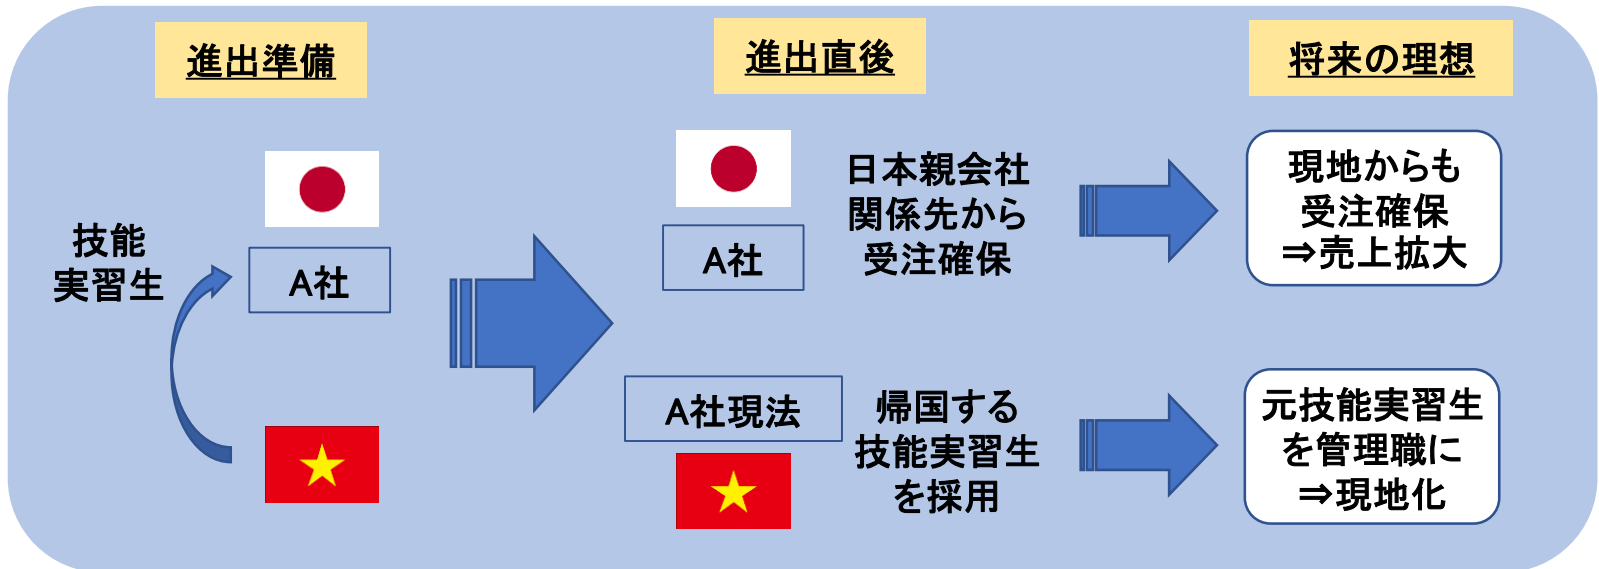 進出準備
進出直後
将来の理想
技能
実習生
A社
A社
日本親会社
関係先から
受注確保
現地からも
受注確保
⇒売上拡大
A社現法
帰国する
技能実習生
を採用
元技能実習生
を管理職に
⇒現地化